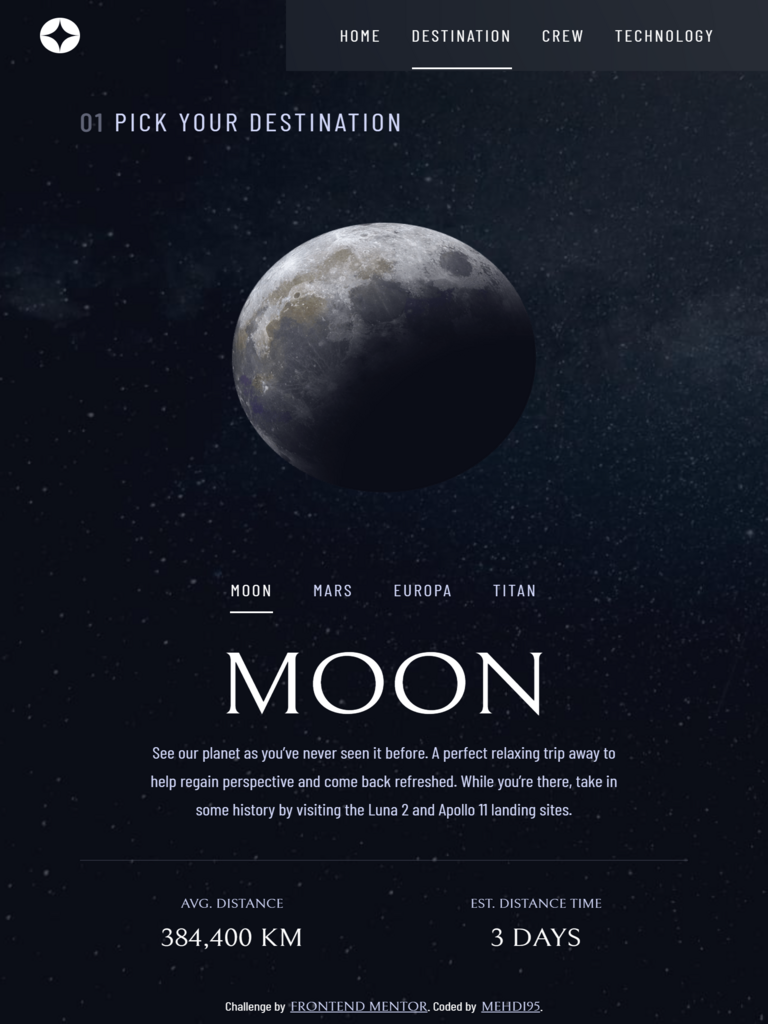 HOME DESTINATION CREW TECHNOLOGY
01 PICK YOUR DESTINATION
MOON MARS EUROPA TITAN
MOON
See our planet as you’ve never seen it before. A perfect relaxing trip away to
help regain perspective and come back refreshed. While you’re there, take in
some history by visiting the Luna 2 and Apollo 11 landing sites.
AVG. DISTANCE EST. DISTANCE TIME
384,400 KM 3 DAYS
Challenge by FRONTEND MENTOR. Coded by MEHDI95.